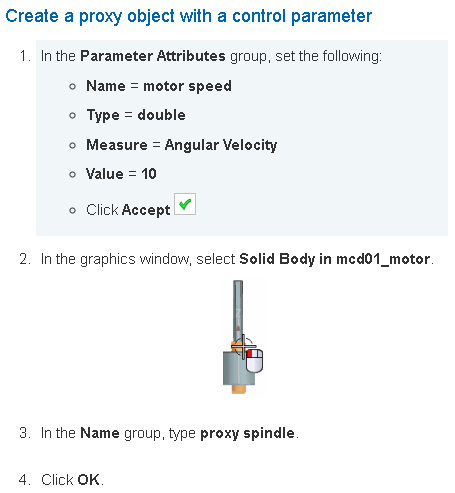 Create a proxy object with a control parameter
1. In the Parameter Attributes group, set the following:
Name = motor speed
Type = double
Measure = Angular Velocity
Value = 10
Click Accept
2. In the graphics window, select Solid Body in mcd01_motor.
3. In the Name group, type proxy spindle.
4. Click OK.